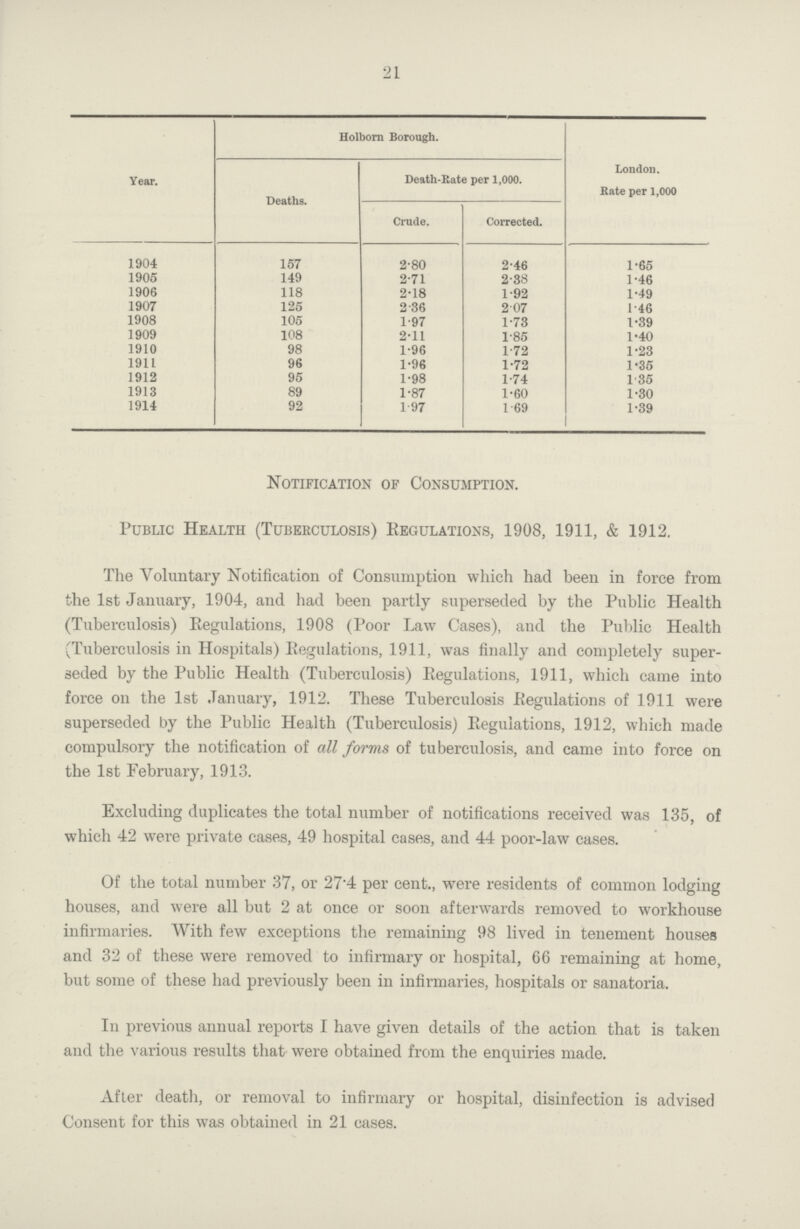 21
Holborn Borough.
Year.
London.
Rate per 1,000
Deaths.
Death-Rate per 1,000.
Crude.
Corrected.
1904 157 2·80 2·46 1·65
1905 149 2·71 2·38 1·46
1906 118 2·18 1·92 1·49
1907 125 2 36 2 07 1·46
1908 105 1·97 1·73 1·39
1909 108 2·11 1·85 1·40
1910 98 1·96 1·72 1·23
1911 96 1·96 1·72 1·35
1912 95 1·98 1·74 1 35
1913 89 1·87 1·60 1·30
1914 92 1·97 1 69 1·39
Notification of Consumption.
Public Health (Tuberculosis) Regulations, 1908, 1911, & 1912.
The Voluntary Notification of Consumption which had been in force from
the 1st January, 1904, and had been partly superseded by the Public Health
(Tuberculosis) Regulations, 1908 (Poor Law Cases), and the Public Health
(Tuberculosis in Hospitals) Regulations, 1911, was finally and completely super-
seded by the Public Health (Tuberculosis) Regulations, 1911, which came into
force on the 1st January, 1912. These Tuberculosis Regulations of 1911 were
superseded by the Public Health (Tuberculosis) Regulations, 1912, which made
compulsory the notification of all forms of tuberculosis, and came into force on
the 1st February, 1913.
Excluding duplicates the total number of notifications received was 135, of
which 42 were private cases, 49 hospital cases, and 44 poor-law cases.
Of the total number 37, or 27·4 per cent., were residents of common lodging
houses, and were all but 2 at once or soon afterwards removed to workhouse
infirmaries. With few exceptions the remaining 98 lived in tenement houses
and 32 of these were removed to infirmary or hospital, 66 remaining at home,
but some of these had previously been in infirmaries, hospitals or sanatoria.
In previous annual reports I have given details of the action that is taken
and the various results that were obtained from the enquiries made.
After death, or removal to infirmary or hospital, disinfection is advised
Consent for this was obtained in 21 cases.